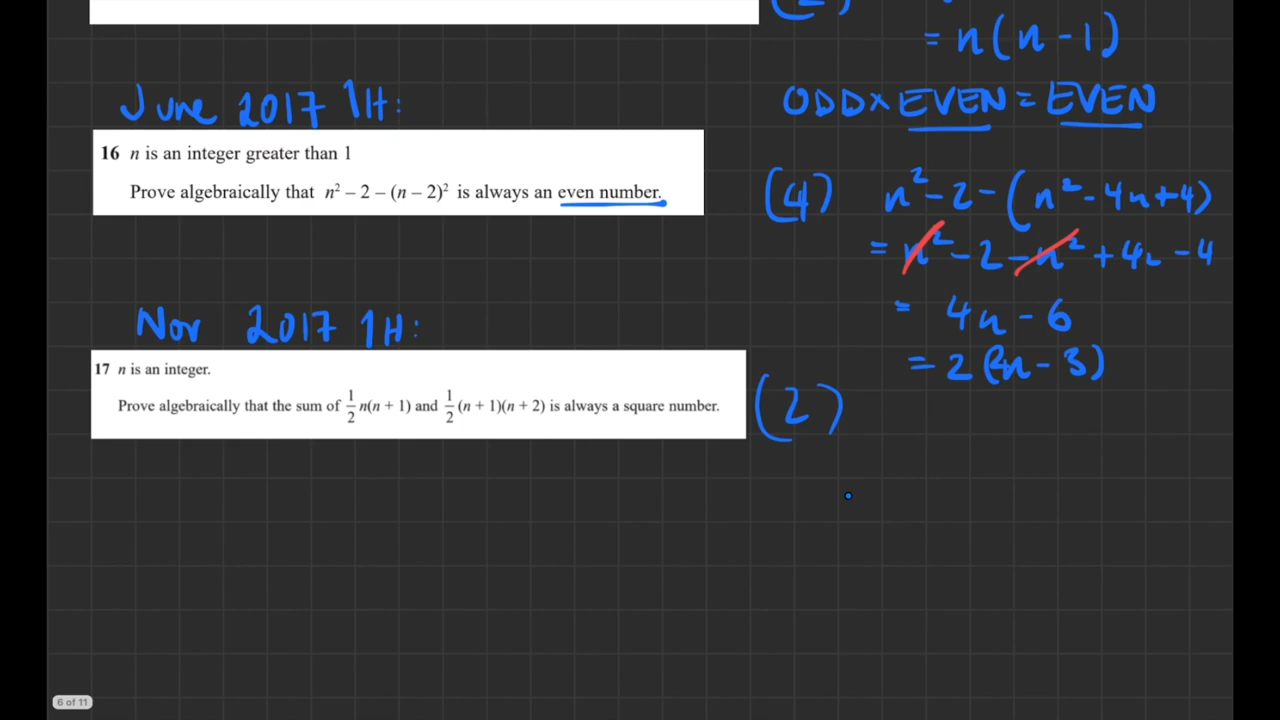 = n(n-1)
June 2017 1H:
ODD × EVEN = EVEN
16 n is an integer greater than 1
Prove algebraically that n² – 2 – (n – 2)² is always an even number.
(4) n² - 2 - (n² - 4n + 4)
= n² - 2 - n² + 4n - 4
= 4n - 6
= 2(2n - 3)
Nov 2017 1H:
17 n is an integer.
Prove algebraically that the sum of 1/2 n(n + 1) and 1/2 (n + 1)(n + 2) is always a square number.
(2)
6 of 11